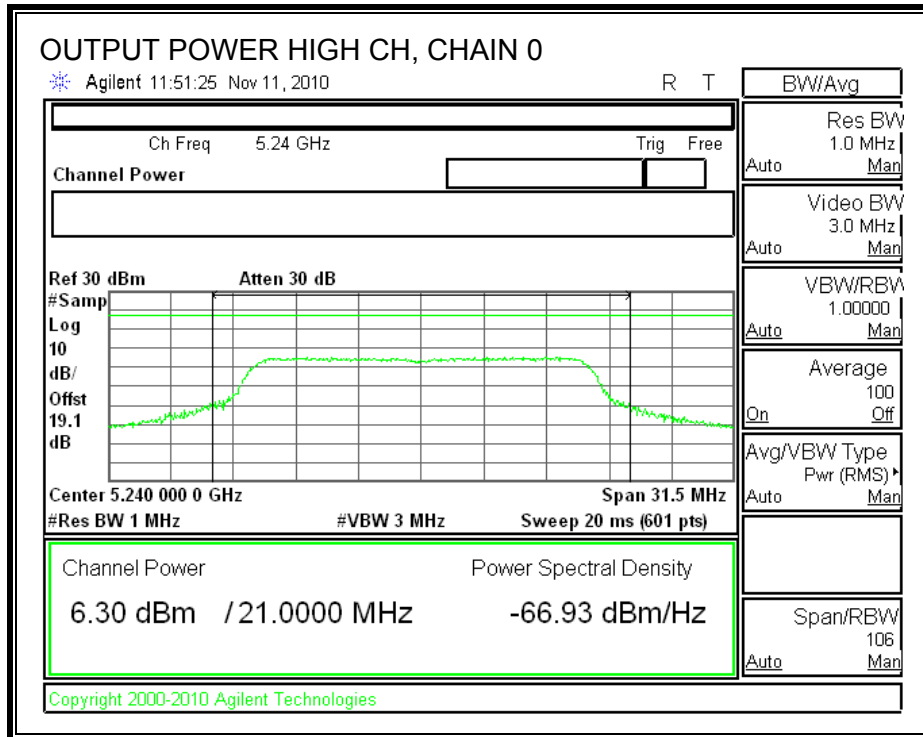 OUTPUT POWER HIGH CH, CHAIN 0
Agilent 11:51:25 Nov 11, 2010 R T
Ch Freq 5.24 GHz Trig Free
Channel Power
Ref 30 dBm Atten 30 dB
#Samp
Log
10
dB/
Offst
19.1
dB
Center 5.240 000 0 GHz Span 31.5 MHz
#Res BW 1 MHz #VBW 3 MHz Sweep 20 ms (601 pts)
Channel Power Power Spectral Density
6.30 dBm / 21.0000 MHz -66.93 dBm/Hz
Copyright 2000-2010 Agilent Technologies
BW/Avg
Res BW
1.0 MHz
Auto Man
Video BW
3.0 MHz
Auto Man
VBW/RBW
1.00000
Auto Man
Average
100
On Off
Avg/VBW Type
Pwr (RMS)
Auto Man
Span/RBW
106
Auto Man